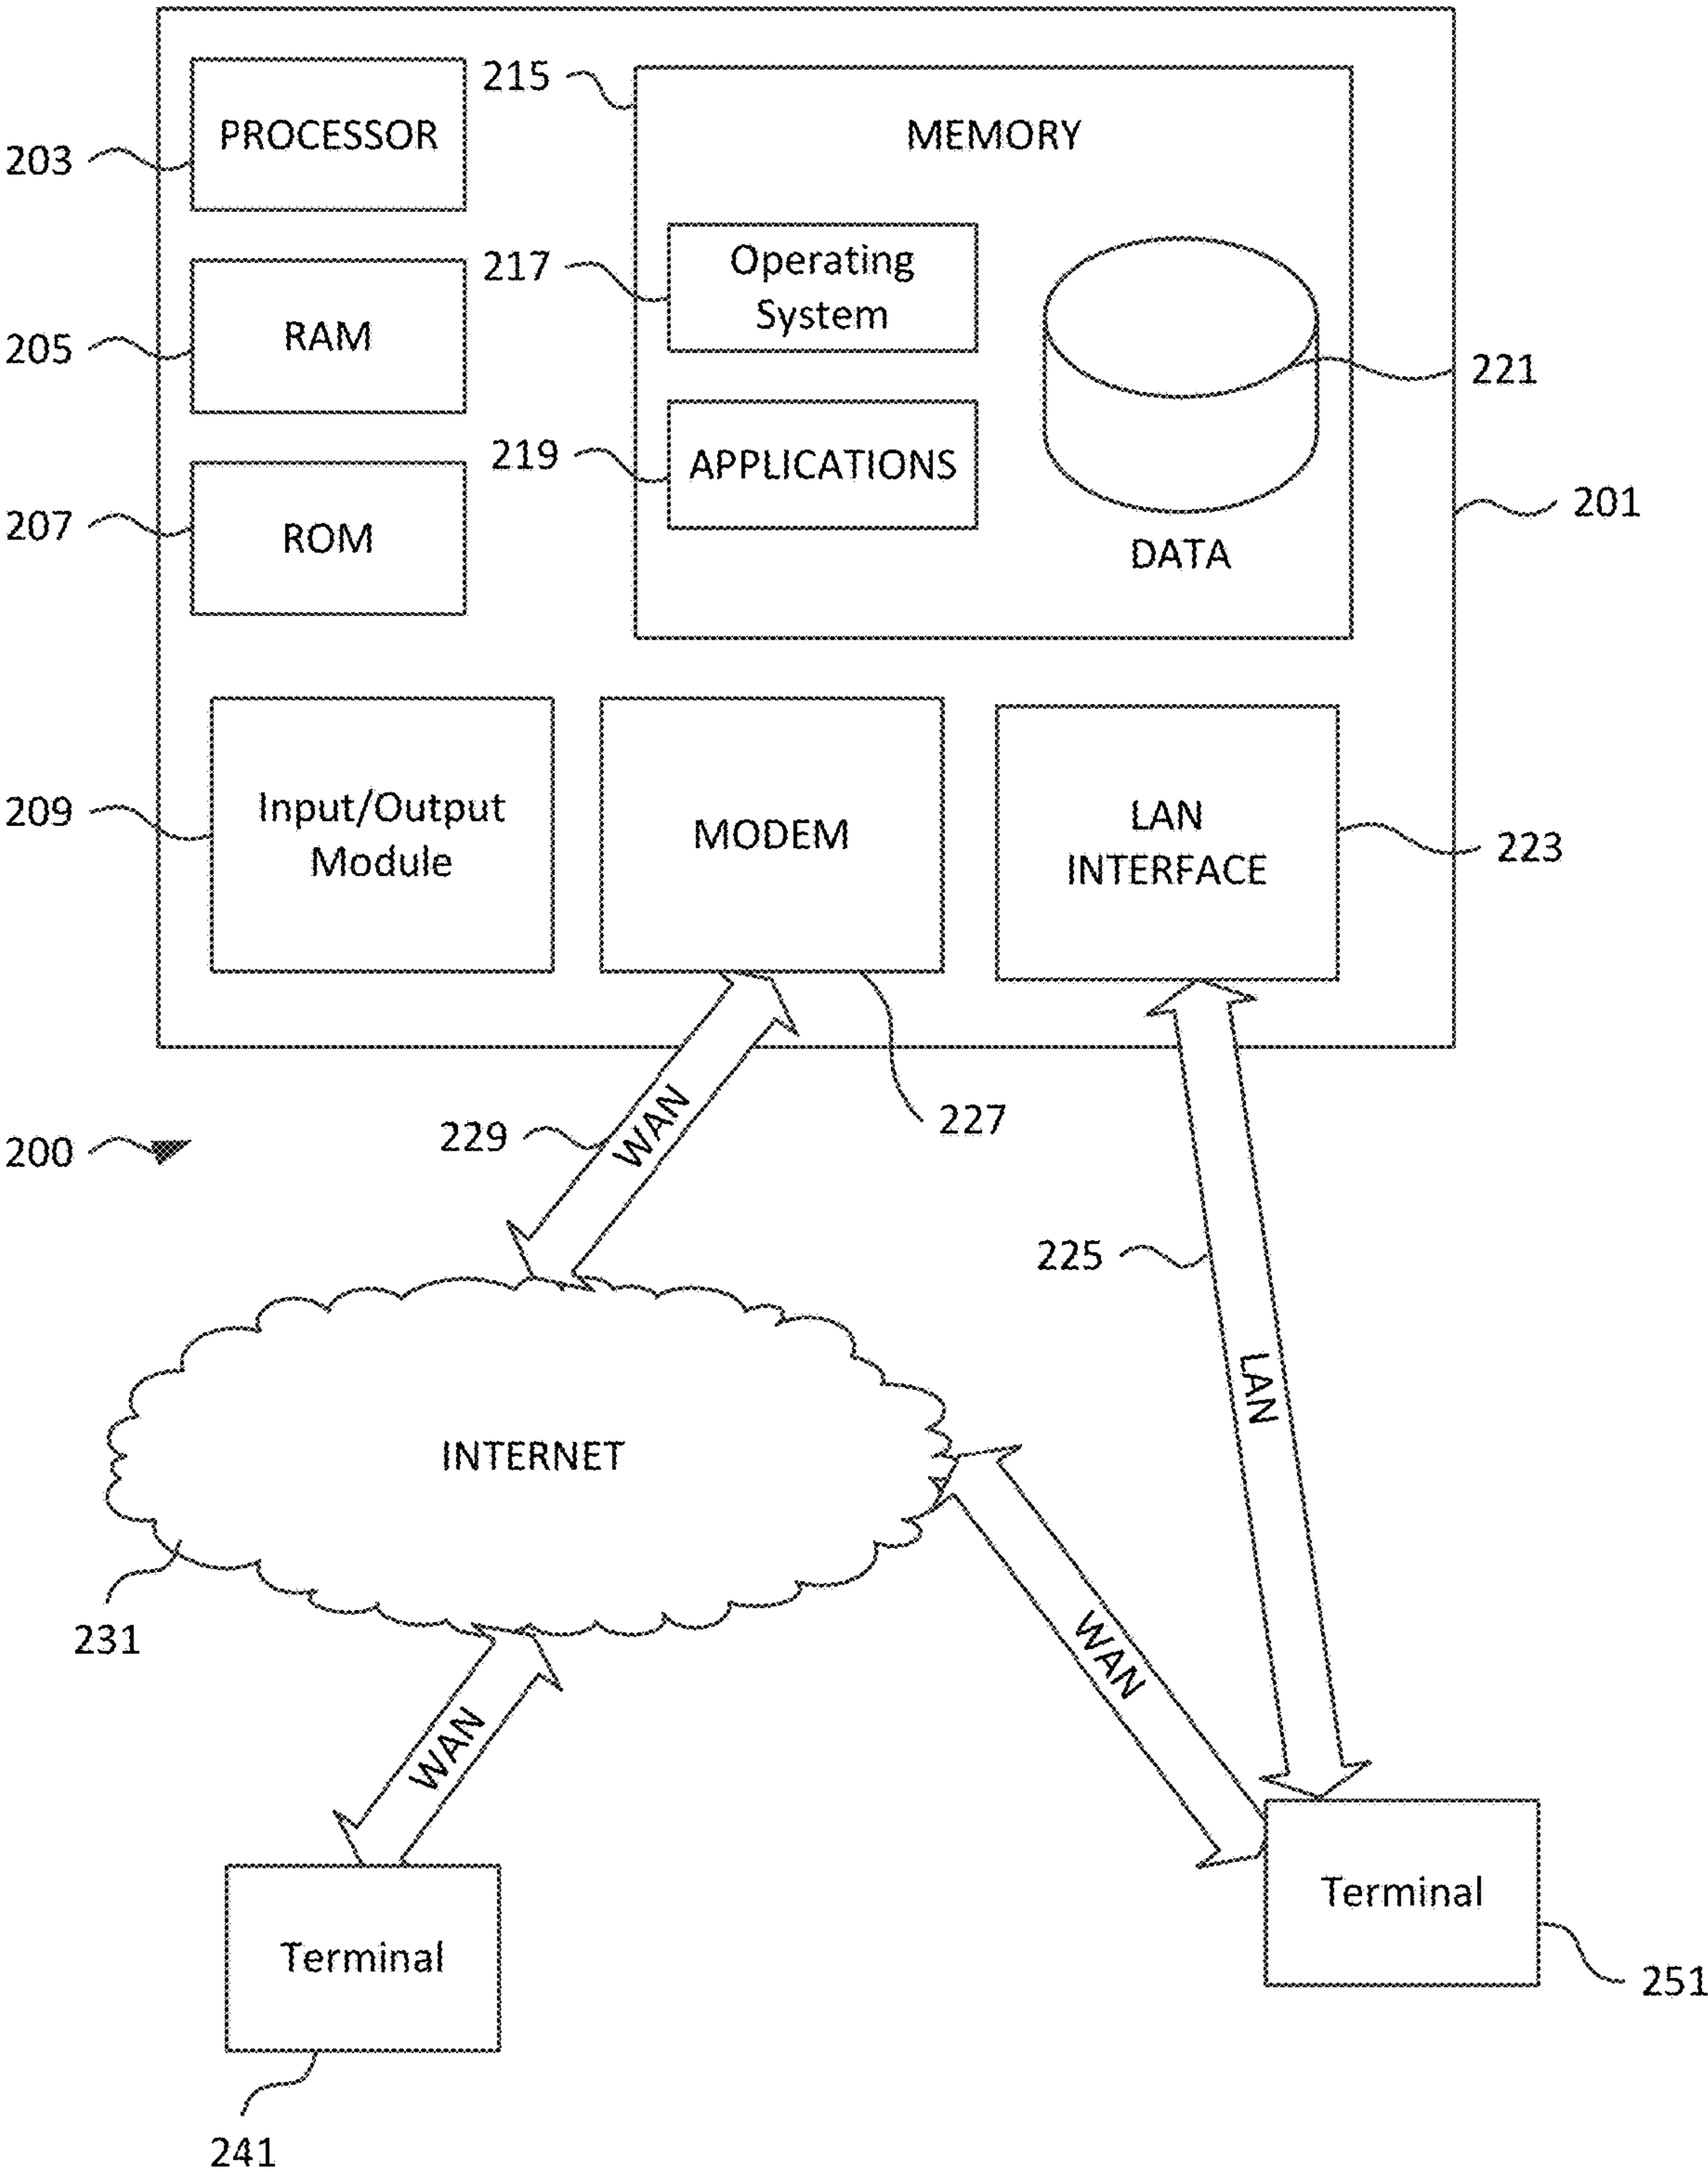 PROCESSOR
203
215
MEMORY
217
Operating
System
RAM
205
221
219
APPLICATIONS
201
207
ROM
DATA
209
Input/Output
Module
MODEM
LAN
INTERFACE
223
229
WAN
227
200
225
LAN
INTERNET
231
WAN
WAN
Terminal
251
Terminal
241